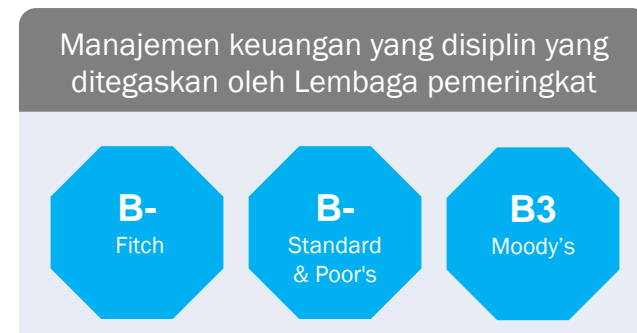 Manajemen keuangan yang disiplin yang
ditegaskan oleh Lembaga pemeringkat
B-
Fitch
B-
Standard
& Poor's
B3
Moody’s